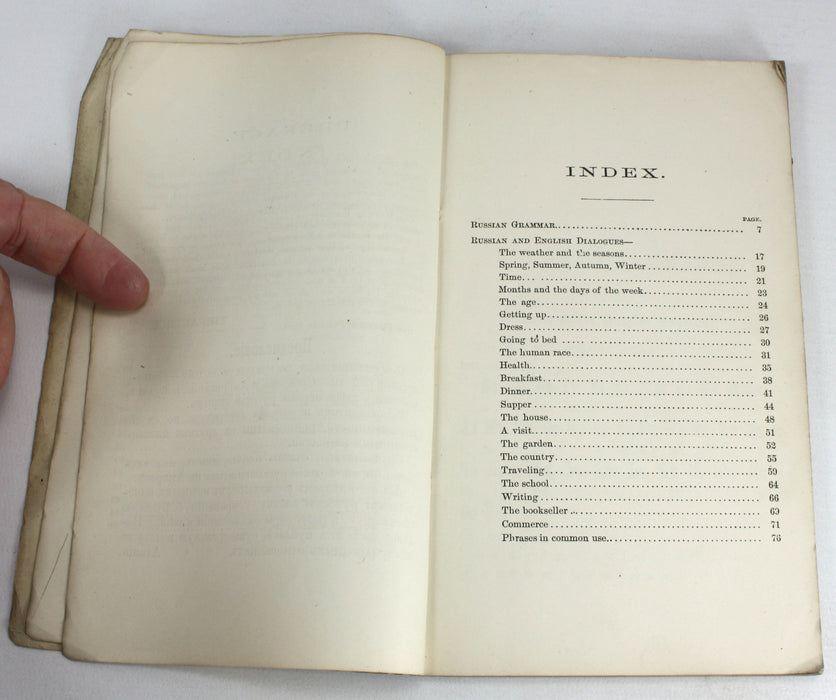 INDEX.
PAGE.
RUSSIAN GRAMMAR.. 7
RUSSIAN AND ENGLISH DIALOGUES—
The weather and the seasons. 17
Spring, Summer, Autumn, Winter 19
Time... 21
Months and the days of the week. 23
The age. 24
Getting up. 26
Dress. 27
Going to bed 30
The human race. 31
Health. 35
Breakfast. 38
Dinner. 41
Supper 44
The house. 48
A visit. 51
The garden. 52
The country. 55
Traveling. 59
The school. 64
Writing 66
The bookseller 69
Commerce 71
Phrases in common use. 76